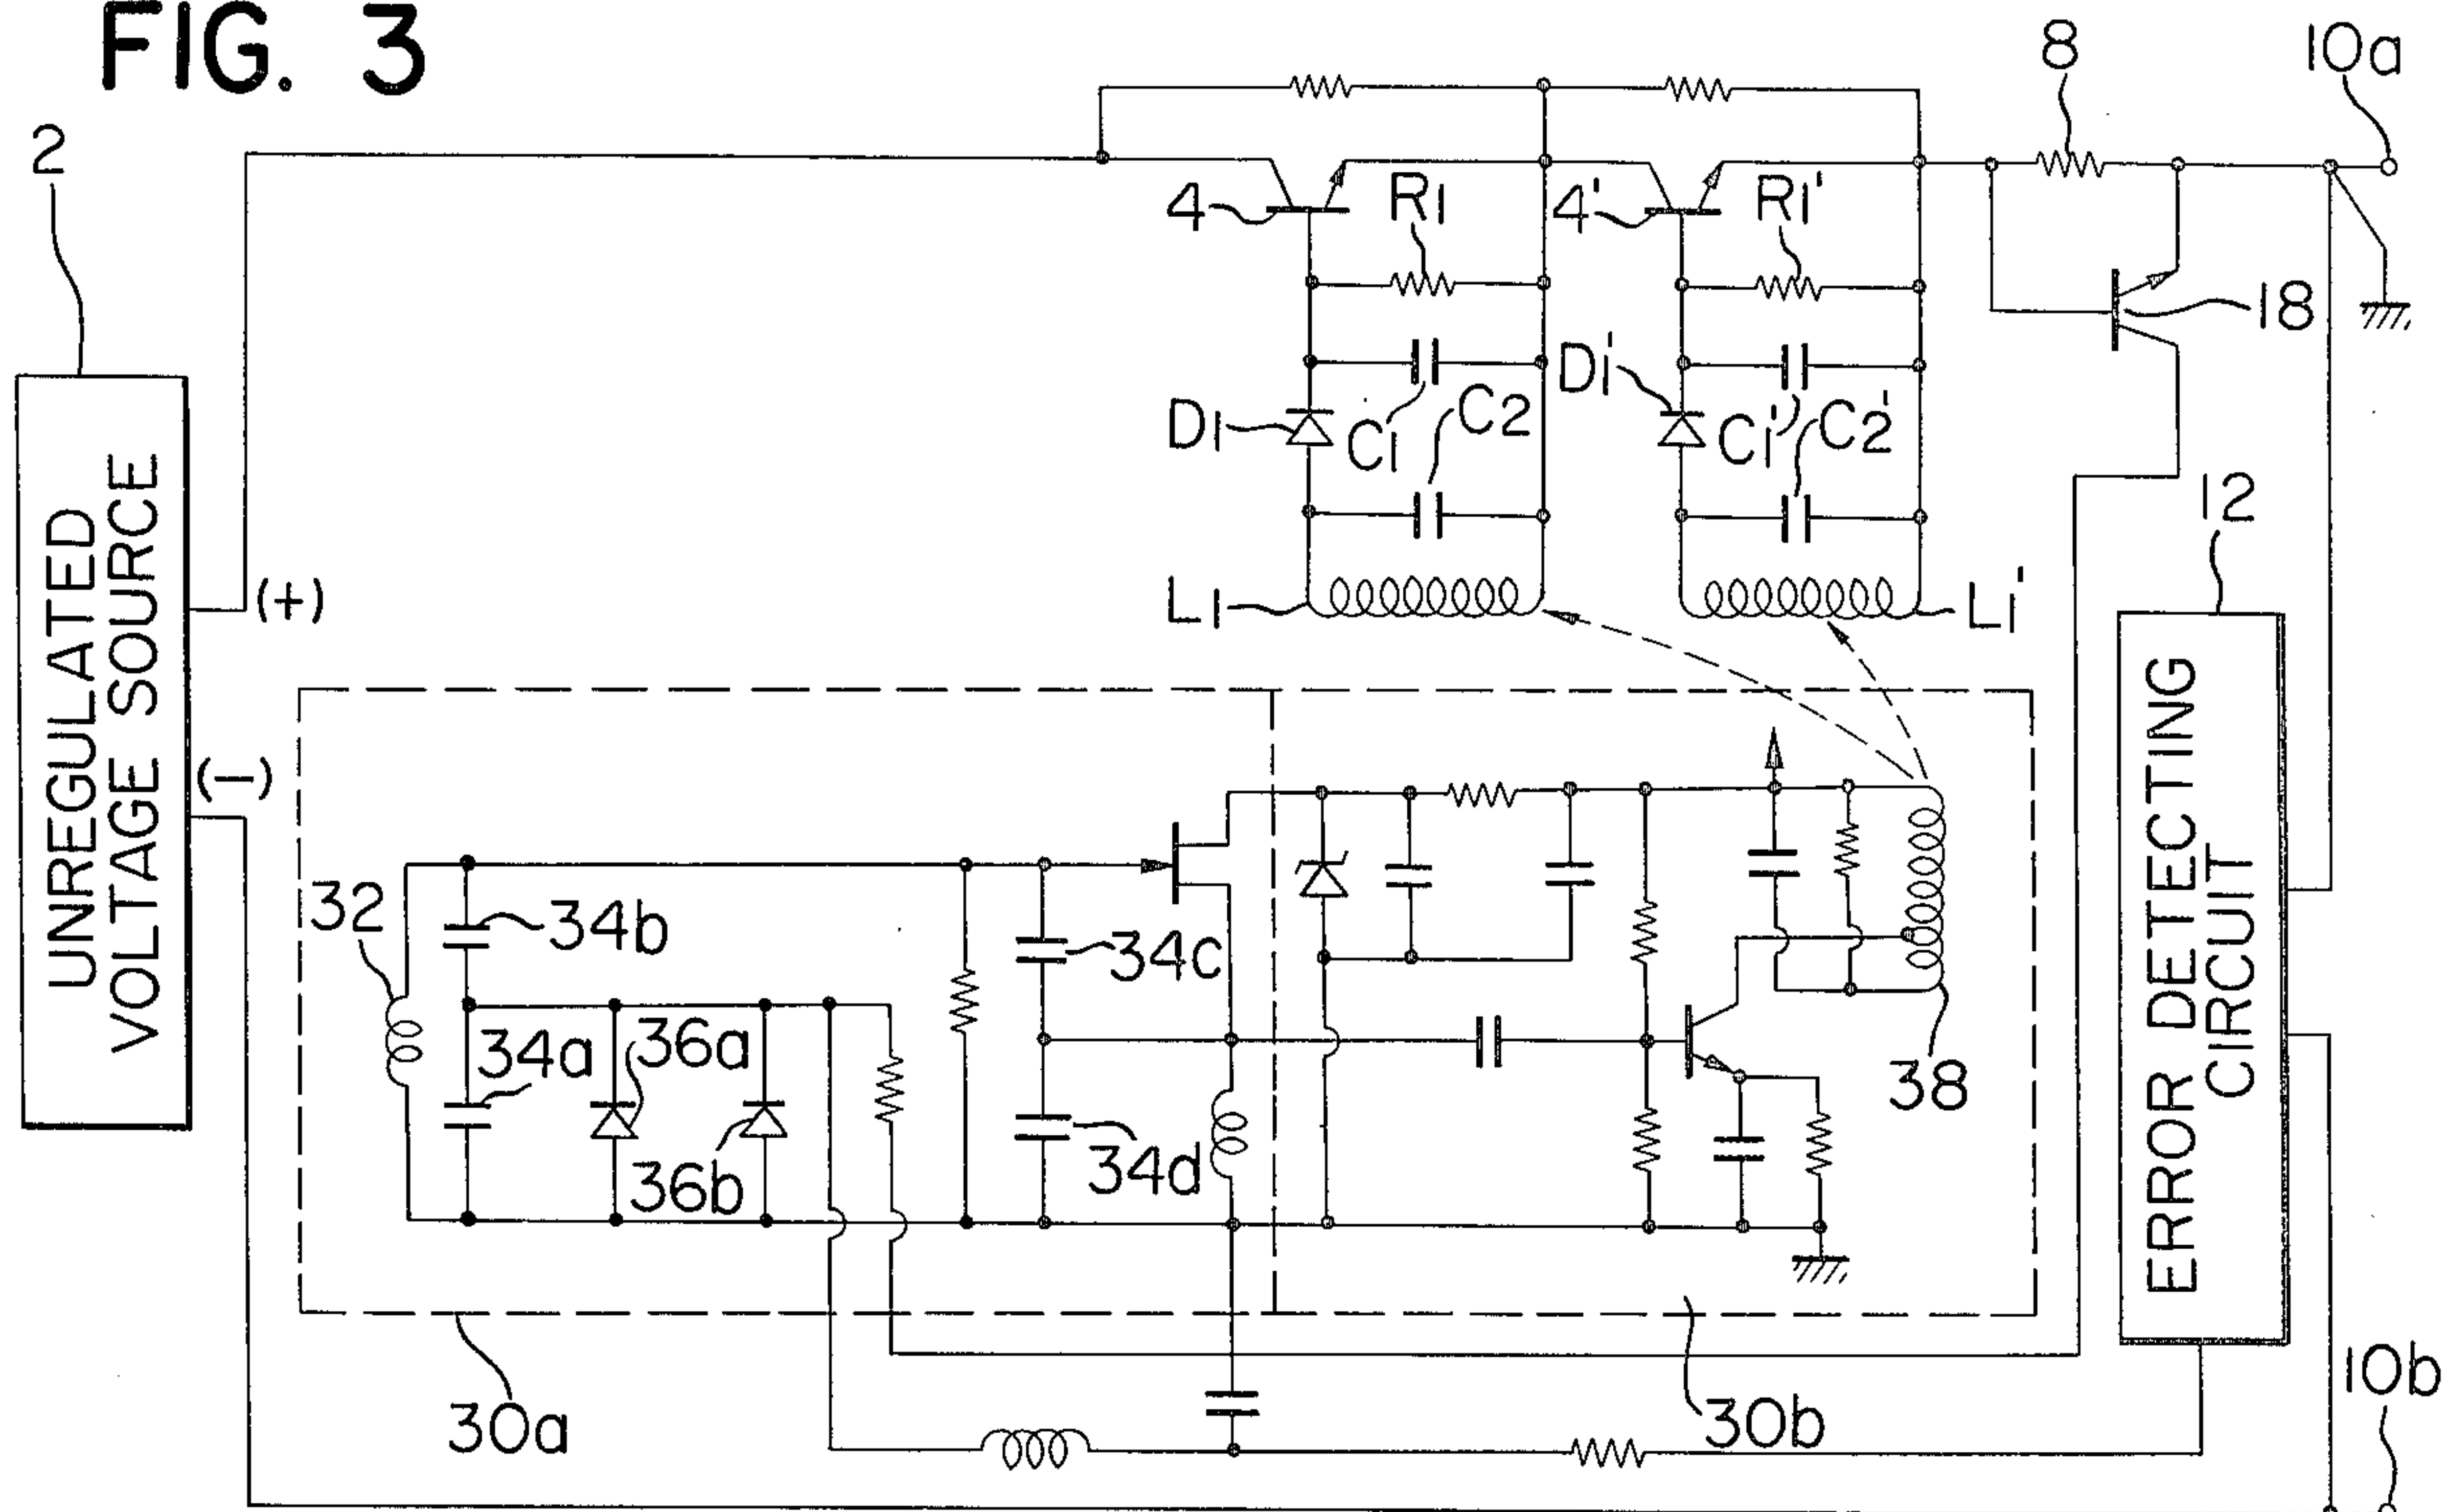 FIG. 3
8
10a
2
4
R1
4'
R1'
18
D1
C1
C2
D1'
C1'
C2'
12
L1
L1'
(+)
(-)
UNREGULATED
VOLTAGE SOURCE
32
34b
34c
34a
36a
36b
34d
38
ERROR DETECTING
CIRCUIT
30a
30b
10b